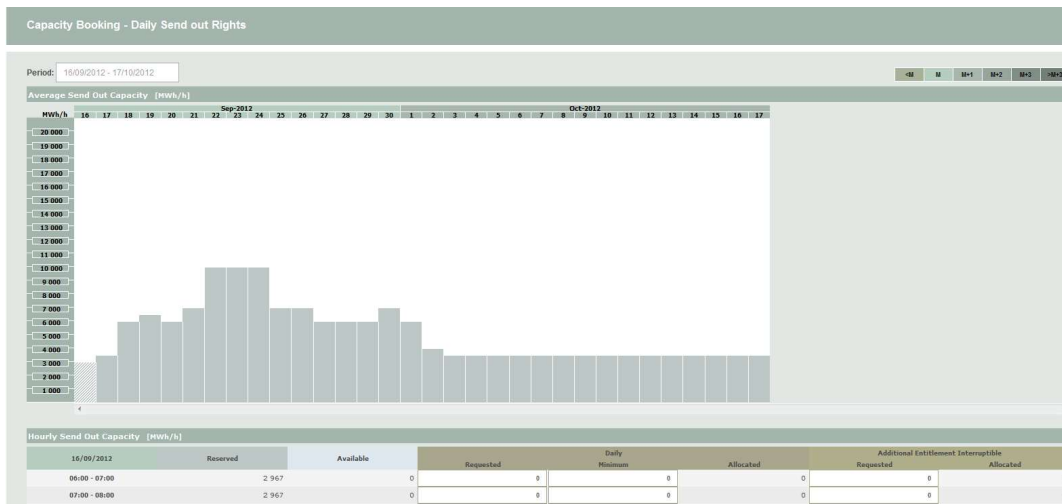 Capacity Booking - Daily Send out Rights
Period: 16/09/2012 - 17/10/2012
<M M M+1 M+2 M+3 >M+3
Average Send Out Capacity [MWh/h]
Sep-2012 Oct-2012
MWh/h 16 17 18 19 20 21 22 23 24 25 26 27 28 29 30 1 2 3 4 5 6 7 8 9 10 11 12 13 14 15 16 17
20 000
19 000
18 000
17 000
16 000
15 000
14 000
13 000
12 000
11 000
10 000
9 000
8 000
7 000
6 000
5 000
4 000
3 000
2 000
1 000
Hourly Send Out Capacity [MWh/h]
Daily Additional Entitlement Interruptible
16/09/2012 Reserved Available Requested Minimum Allocated Requested Allocated
06:00 - 07:00 2 967 0 0 0 0 0
07:00 - 08:00 2 967 0 0 0 0 0